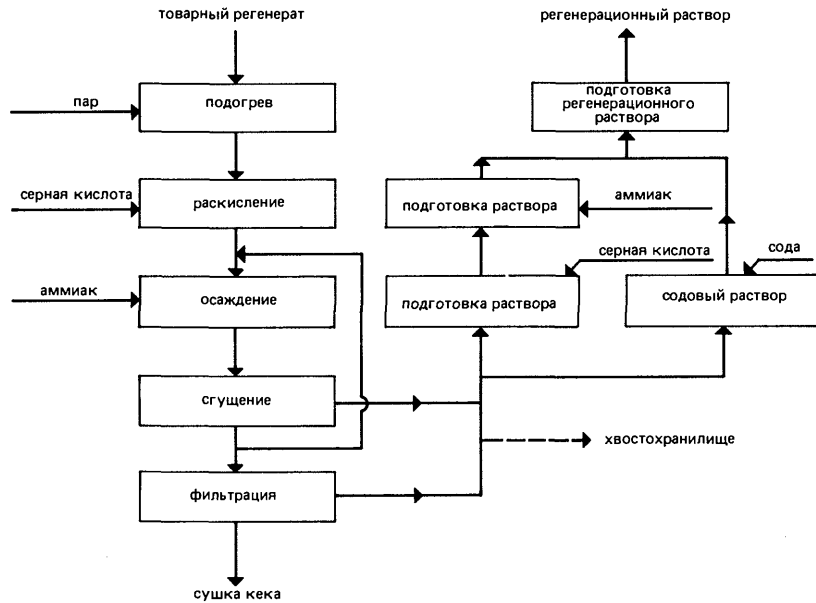 товарный регенерат
пар
подогрев
серная кислота
раскисление
аммиак
осаждение
сгущение
фильтрация
сушка кека
регенерационный раствор
подготовка
регенерационного
раствора
подготовка раствора
аммиак
серная кислота
подготовка раствора
сода
содовый раствор
хвостохранилище